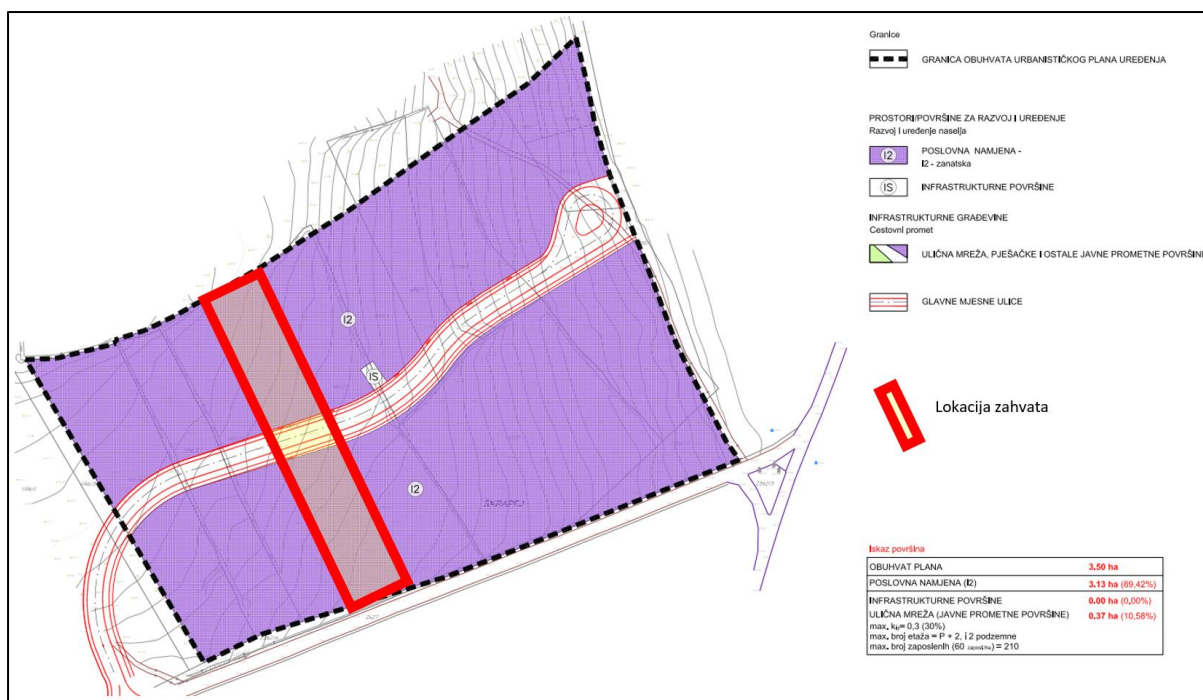 Granice
GRANICA OBUHVATA URBANISTIČKOG PLANA UREĐENJA
PROSTORI/POVRŠINE ZA RAZVOJ I UREĐENJE
Razvoj i uređenje naselja
I2
POSLOVNA NAMJENA -
I2 - zanatska
IS
INFRASTRUKTURNE POVRŠINE
INFRASTRUKTURNE GRAĐEVINE
Cestovni promet
ULIČNA MREŽA, PJEŠAČKE I OSTALE JAVNE PROMETNE POVRŠINE
GLAVNE MJESNE ULICE
Lokacija zahvata
I2
IS
I2
ŠKRAPEJ
Iskaz površina
OBUHVAT PLANA 3.50 ha
POSLOVNA NAMJENA (I2) 3.13 ha (89,42%)
INFRASTRUKTURNE POVRŠINE 0.00 ha (0,00%)
ULIČNA MREŽA (JAVNE PROMETNE POVRŠINE) 0.37 ha (10,58%)
max. kig= 0,3 (30%)
max. broj etaža = P + 2, i 2 podzemne
max. broj zaposlenih (60 zaposl./ha) = 210